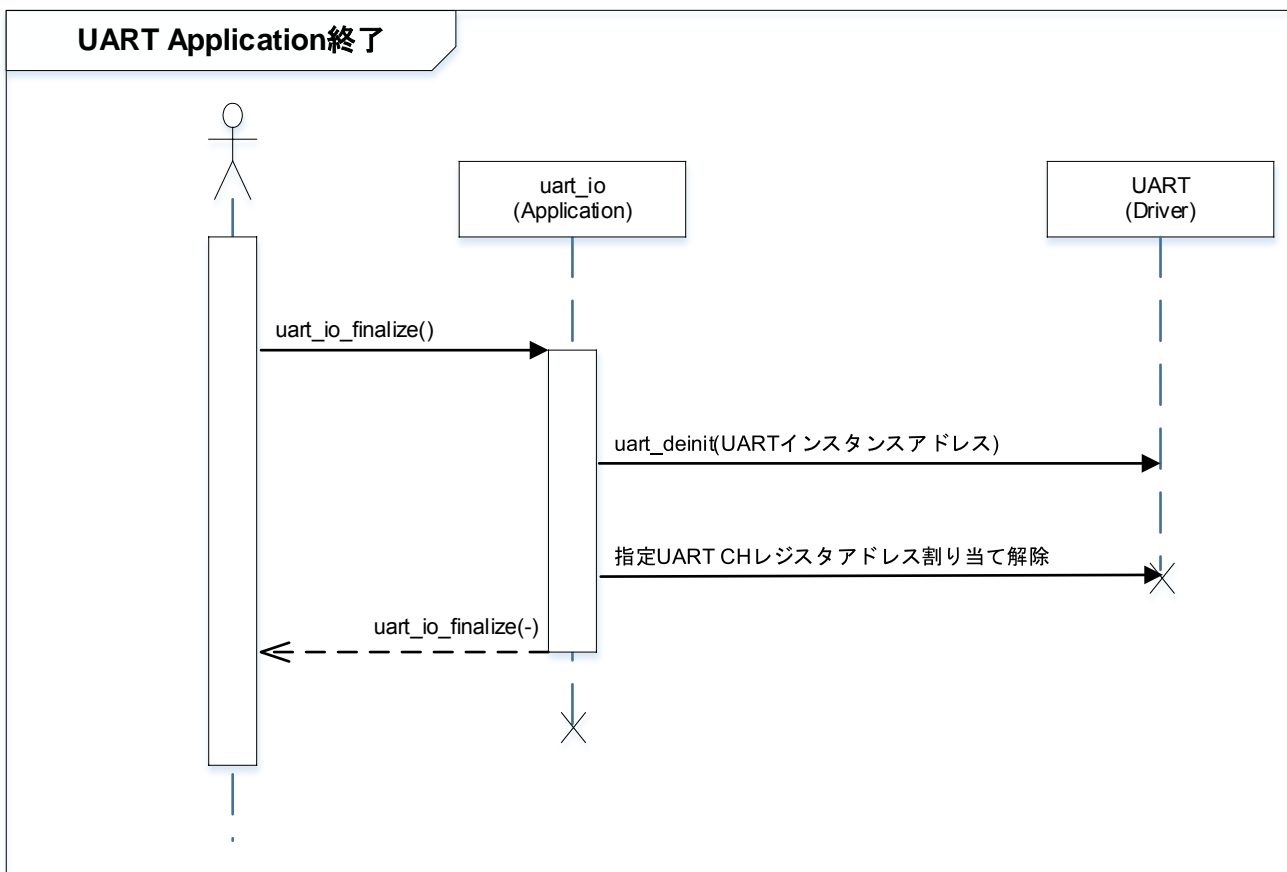 UART Application終了
uart_io
(Application)
UART
(Driver)
uart_io_finalize()
uart_deinit(UARTインスタンスアドレス)
指定UART CHレジスタアドレス割り当て解除
uart_io_finalize(-)